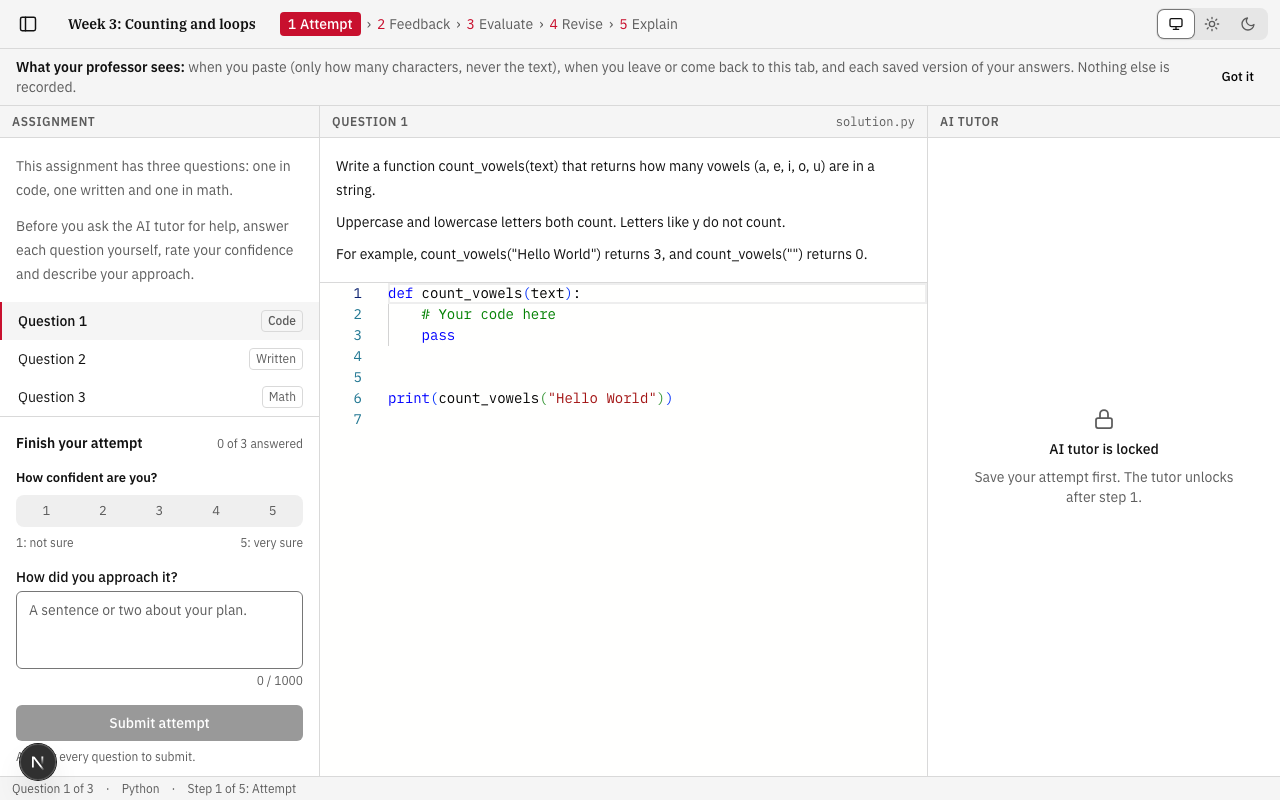 Week 3: Counting and loops
1 Attempt › 2 Feedback › 3 Evaluate › 4 Revise › 5 Explain
What your professor sees: when you paste (only how many characters, never the text), when you leave or come back to this tab, and each saved version of your answers. Nothing else is
recorded.
Got it
ASSIGNMENT
This assignment has three questions: one in
code, one written and one in math.
Before you ask the AI tutor for help, answer
each question yourself, rate your confidence
and describe your approach.
Question 1 Code
Question 2 Written
Question 3 Math
Finish your attempt 0 of 3 answered
How confident are you?
1 2 3 4 5
1: not sure 5: very sure
How did you approach it?
A sentence or two about your plan.
0 / 1000
Submit attempt
every question to submit.
QUESTION 1 solution.py
Write a function count_vowels(text) that returns how many vowels (a, e, i, o, u) are in a
string.
Uppercase and lowercase letters both count. Letters like y do not count.
For example, count_vowels("Hello World") returns 3, and count_vowels("") returns 0.
1 def count_vowels(text):
2 # Your code here
3 pass
4
5
6 print(count_vowels("Hello World"))
7
AI TUTOR
AI tutor is locked
Save your attempt first. The tutor unlocks
after step 1.
N
Question 1 of 3 · Python · Step 1 of 5: Attempt